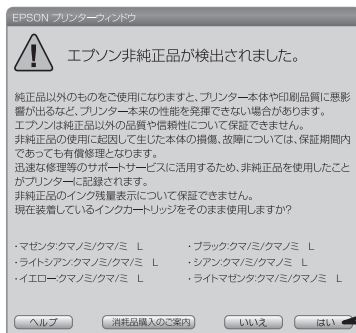 EPSON プリンターウィンドウ
エプソン非純正品が検出されました。
純正品以外のものをご使用になりますと、プリンター本体や印刷品質に悪影
響が出るなど、プリンター本来の性能を発揮できない場合があります。
エプソンは純正品以外の品質や信頼性について保証できません。
非純正品の使用に起因して生じた本体の損傷、故障については、保証期間内
であっても有償修理となります。
迅速な修理等のサポートサービスに活用するため、非純正品を使用したこと
がプリンターに記録されます。
非純正品のインク残量表示について保証できません。
現在装着しているインクカートリッジをそのまま使用しますか?
・マゼンタ:クマノミ/クマノミ L ・ブラック:クマノミ/クマノミ L
・ライトシアン:クマノミ/クマノミ L ・シアン:クマノミ/クマノミ L
・イエロー:クマノミ/クマノミ L ・ライトマゼンタ:クマノミ/クマノミ L
ヘルプ 消耗品購入のご案内 いいえ はい